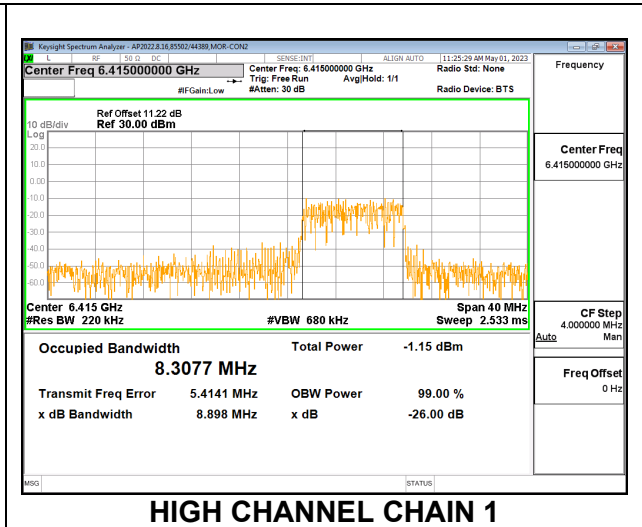 Keysight Spectrum Analyzer - AP2022.8.16,85502/44389,MOR-CON2
L RF 50 Ω DC SENSE:INT ALIGN AUTO 11:25:29 AM May 01, 2023
Center Freq 6.415000000 GHz
Center Freq: 6.415000000 GHz
Radio Std: None
Trig: Free Run Avg|Hold: 1/1
#IFGain:Low #Atten: 30 dB Radio Device: BTS
Frequency
Ref Offset 11.22 dB
10 dB/div Ref 30.00 dBm
Log
20.0
10.0
0.00
-10.0
-20.0
-30.0
-40.0
-50.0
-60.0
Center 6.415 GHz Span 40 MHz
#Res BW 220 kHz #VBW 680 kHz Sweep 2.533 ms
Center Freq
6.415000000 GHz
CF Step
4.000000 MHz
Auto Man
Freq Offset
0 Hz
Occupied Bandwidth Total Power -1.15 dBm
8.3077 MHz
Transmit Freq Error 5.4141 MHz OBW Power 99.00 %
x dB Bandwidth 8.898 MHz x dB -26.00 dB
MSG STATUS
HIGH CHANNEL CHAIN 1